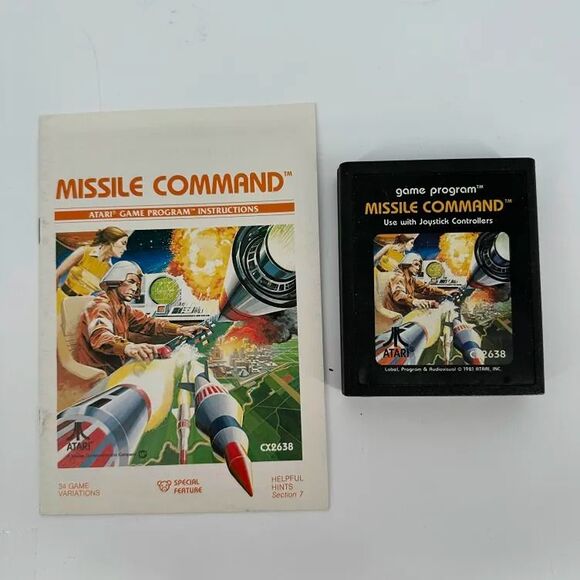 MISSILE COMMAND™
ATARI® GAME PROGRAM™ INSTRUCTIONS
ATARI
CX2638
34 GAME
VARIATIONS
SPECIAL
FEATURE
HELPFUL
HINTS
Section 7
game program™
MISSILE COMMAND™
Use with Joystick Controllers
ATARI
CX2638
Label, Program & Audiovisual © 1981 ATARI, INC.